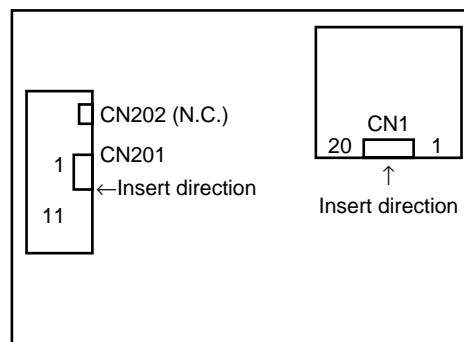 CN202 (N.C.)
CN201
1
←Insert direction
11
CN1
20 1
↑
Insert direction